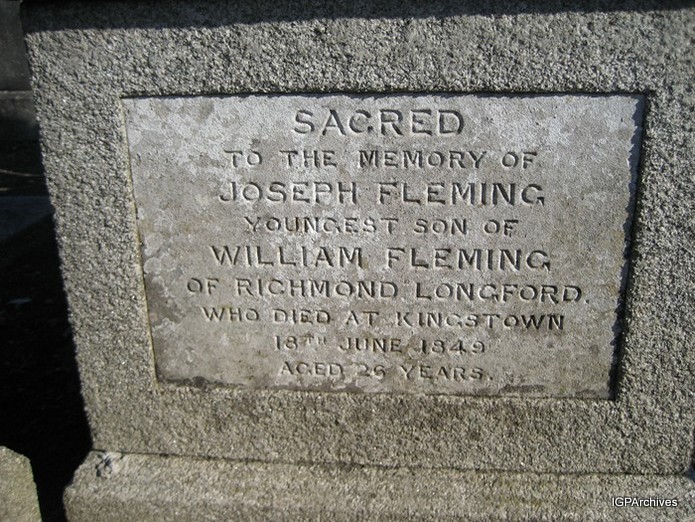 SACRED
TO THE MEMORY OF
JOSEPH FLEMING
YOUNGEST SON OF
WILLIAM FLEMING
OF RICHMOND LONGFORD.
WHO DIED AT KINGSTOWN
18TH JUNE 1849
AGED 26 YEARS.
IGPArchives